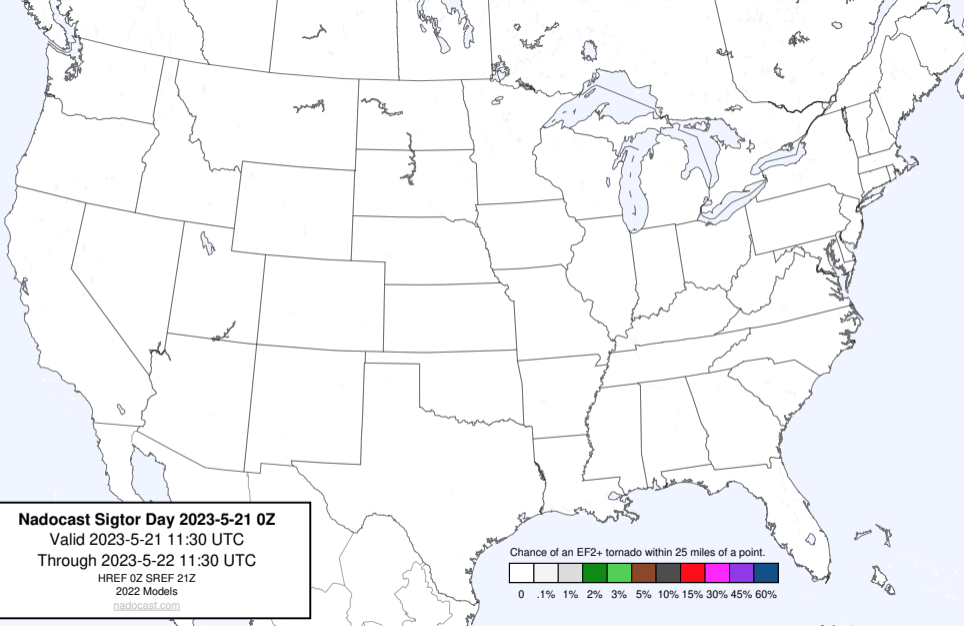 Nadocast Sigtor Day 2023-5-21 0Z
Valid 2023-5-21 11:30 UTC
Through 2023-5-22 11:30 UTC
HREF 0Z SREF 21Z
2022 Models
nadocast.com
Chance of an EF2+ tornado within 25 miles of a point.
0 .1% 1% 2% 3% 5% 10% 15% 30% 45% 60%